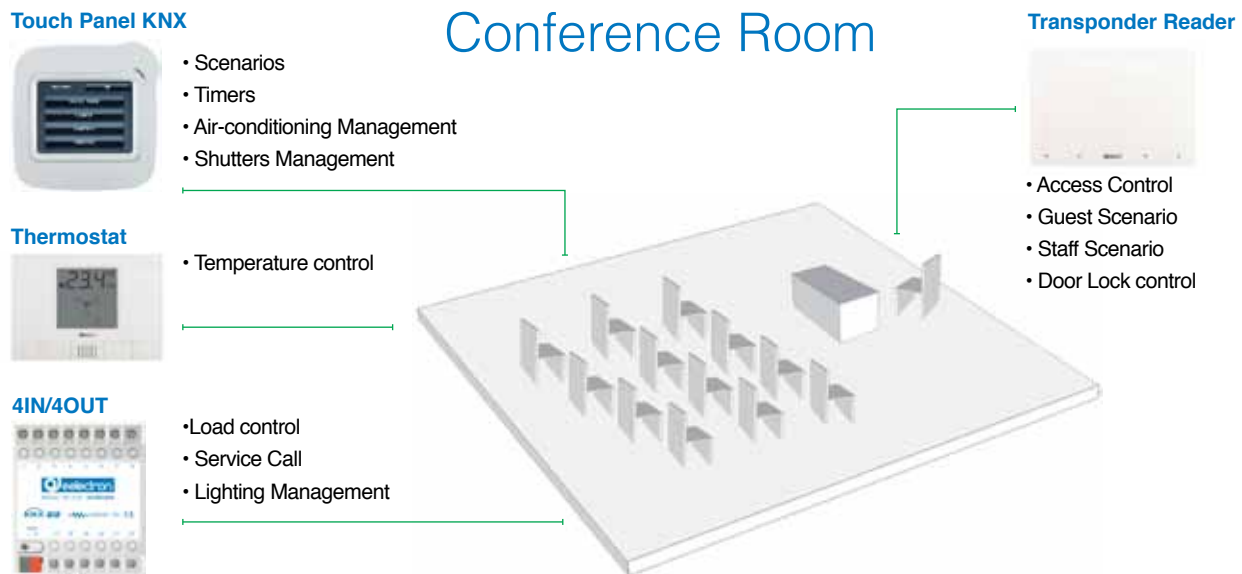 Conference Room
Touch Panel KNX
• Scenarios
• Timers
• Air-conditioning Management
• Shutters Management
Thermostat
23.4
• Temperature control
4IN/4OUT
eelectron
KNX
•Load control
• Service Call
• Lighting Management
Transponder Reader
• Access Control
• Guest Scenario
• Staff Scenario
• Door Lock control